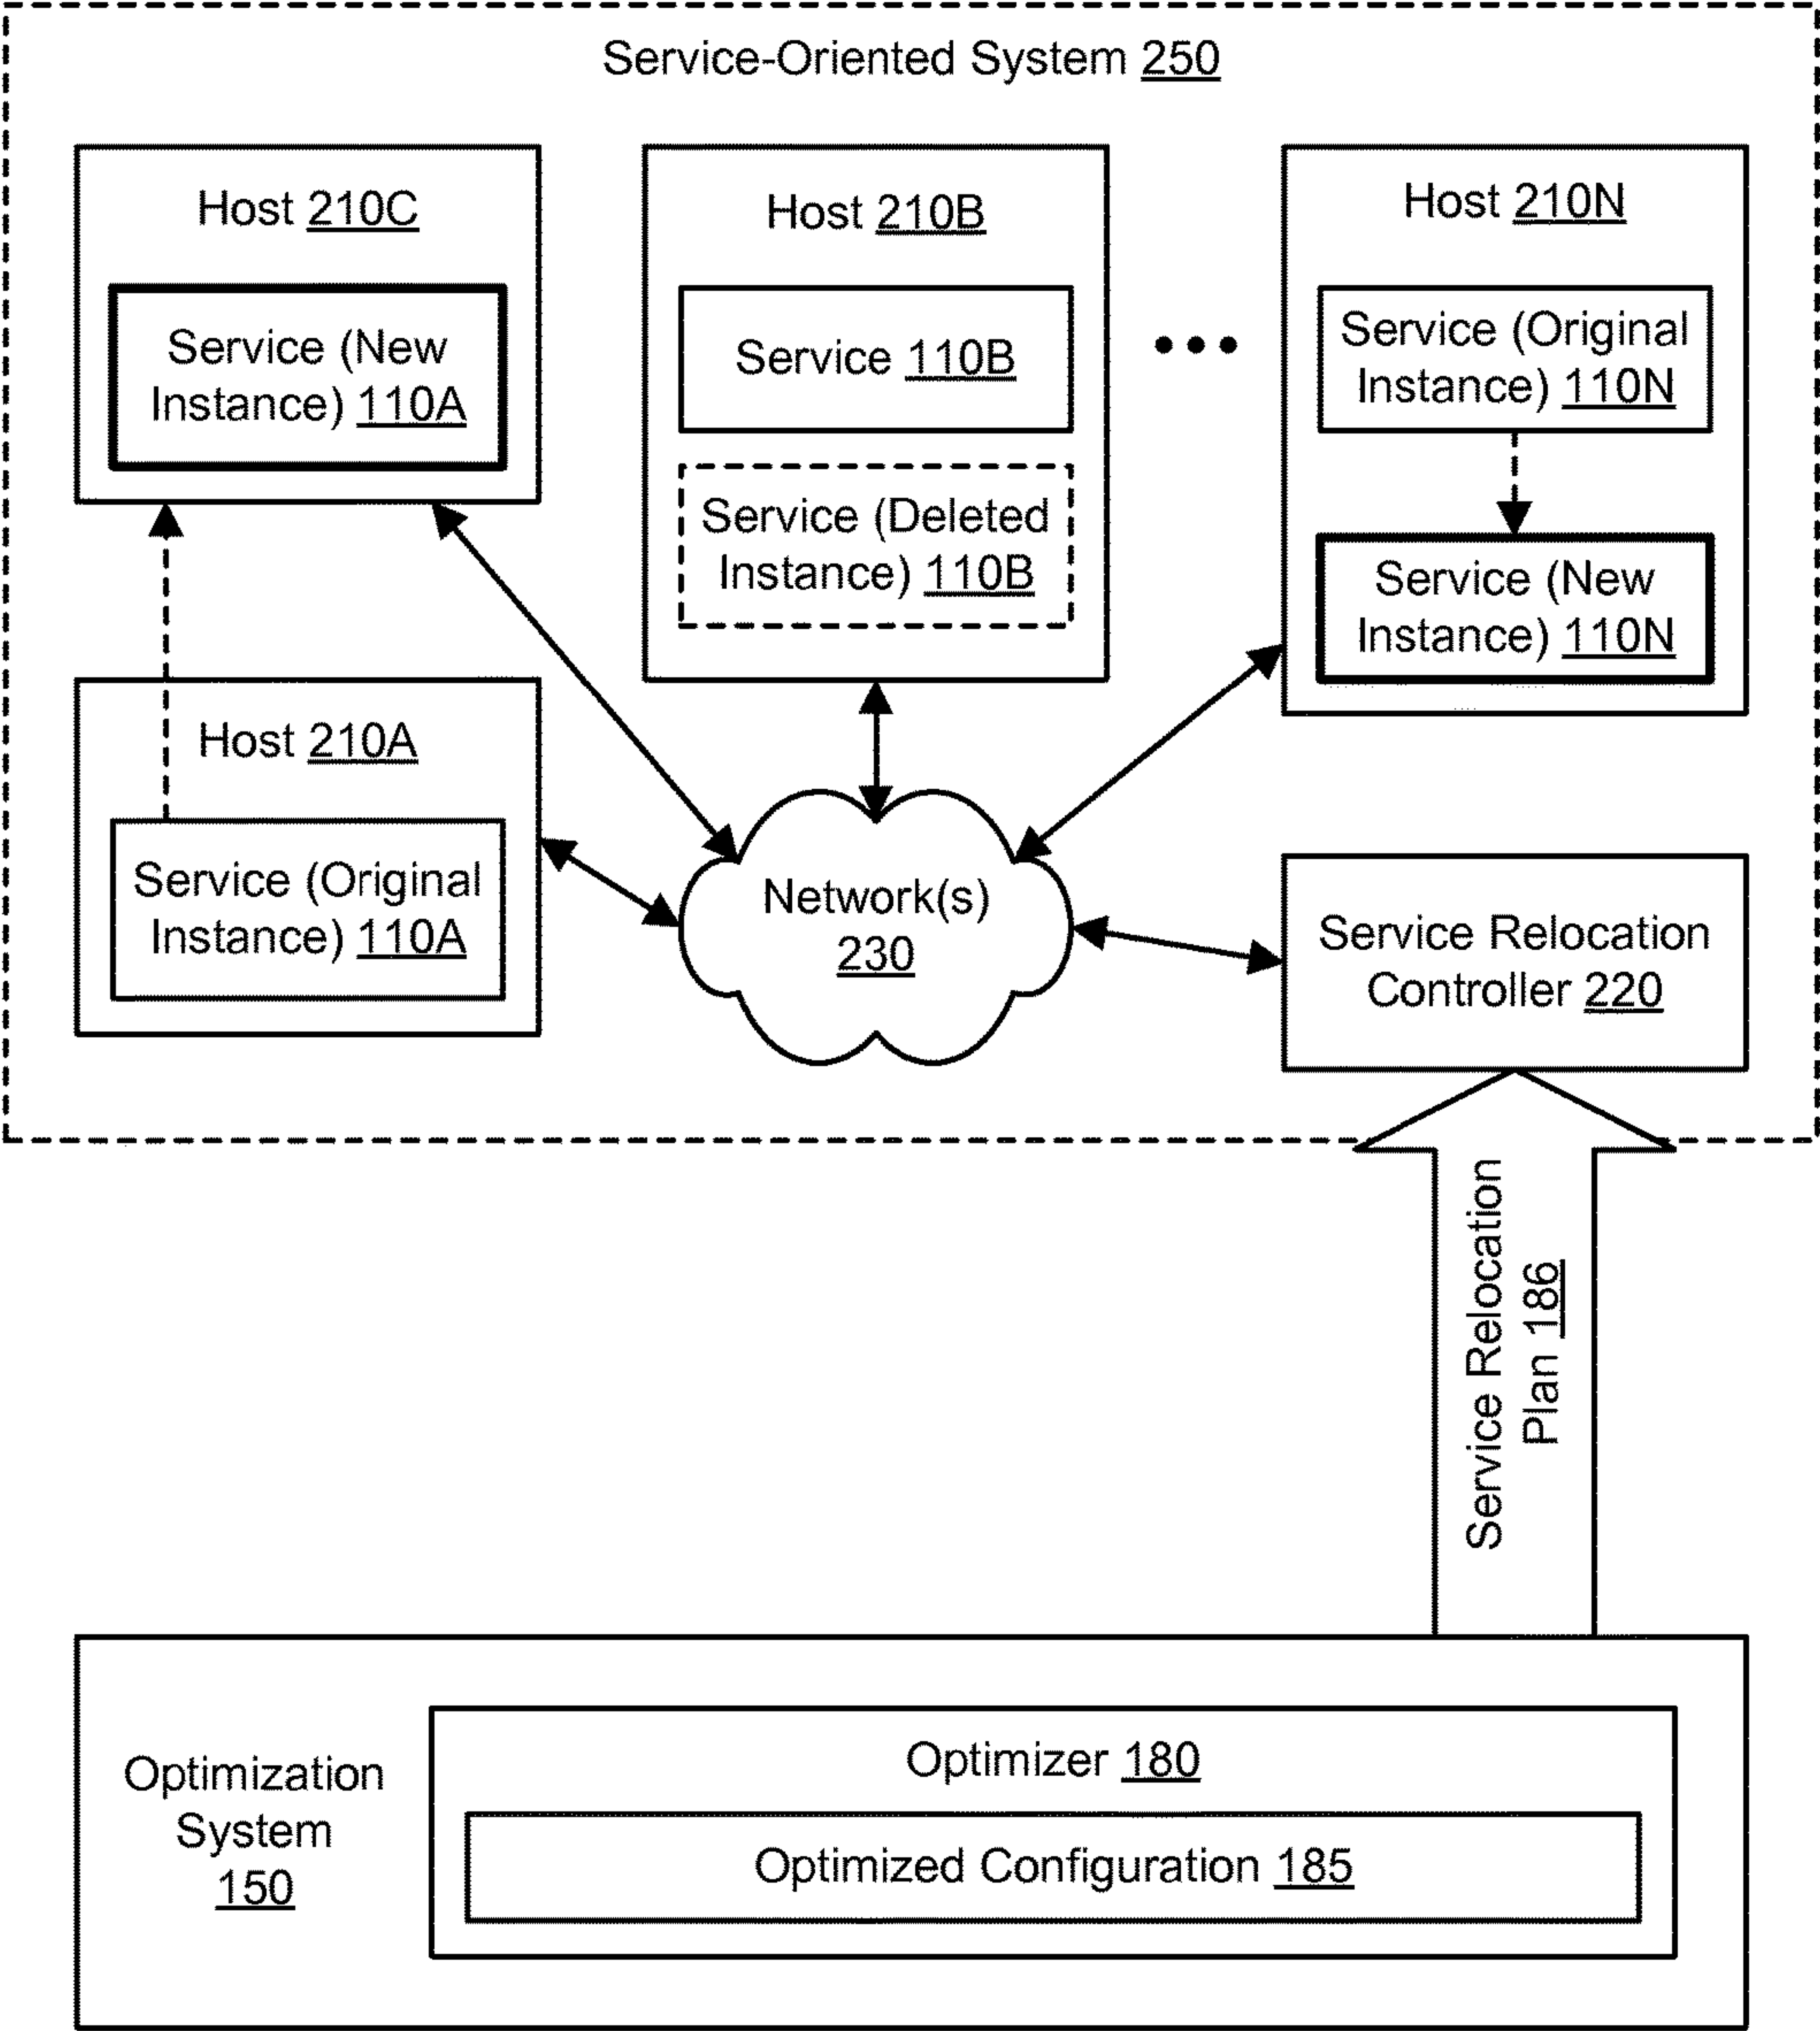 Service-Oriented System 250
Host 210C
Service (New
Instance) 110A
Host 210B
Service 110B
Service (Deleted
Instance) 110B
Host 210N
Service (Original
Instance) 110N
Service (New
Instance) 110N
Host 210A
Service (Original
Instance) 110A
Network(s)
230
Service Relocation
Controller 220
Service Relocation
Plan 186
Optimization
System
150
Optimizer 180
Optimized Configuration 185